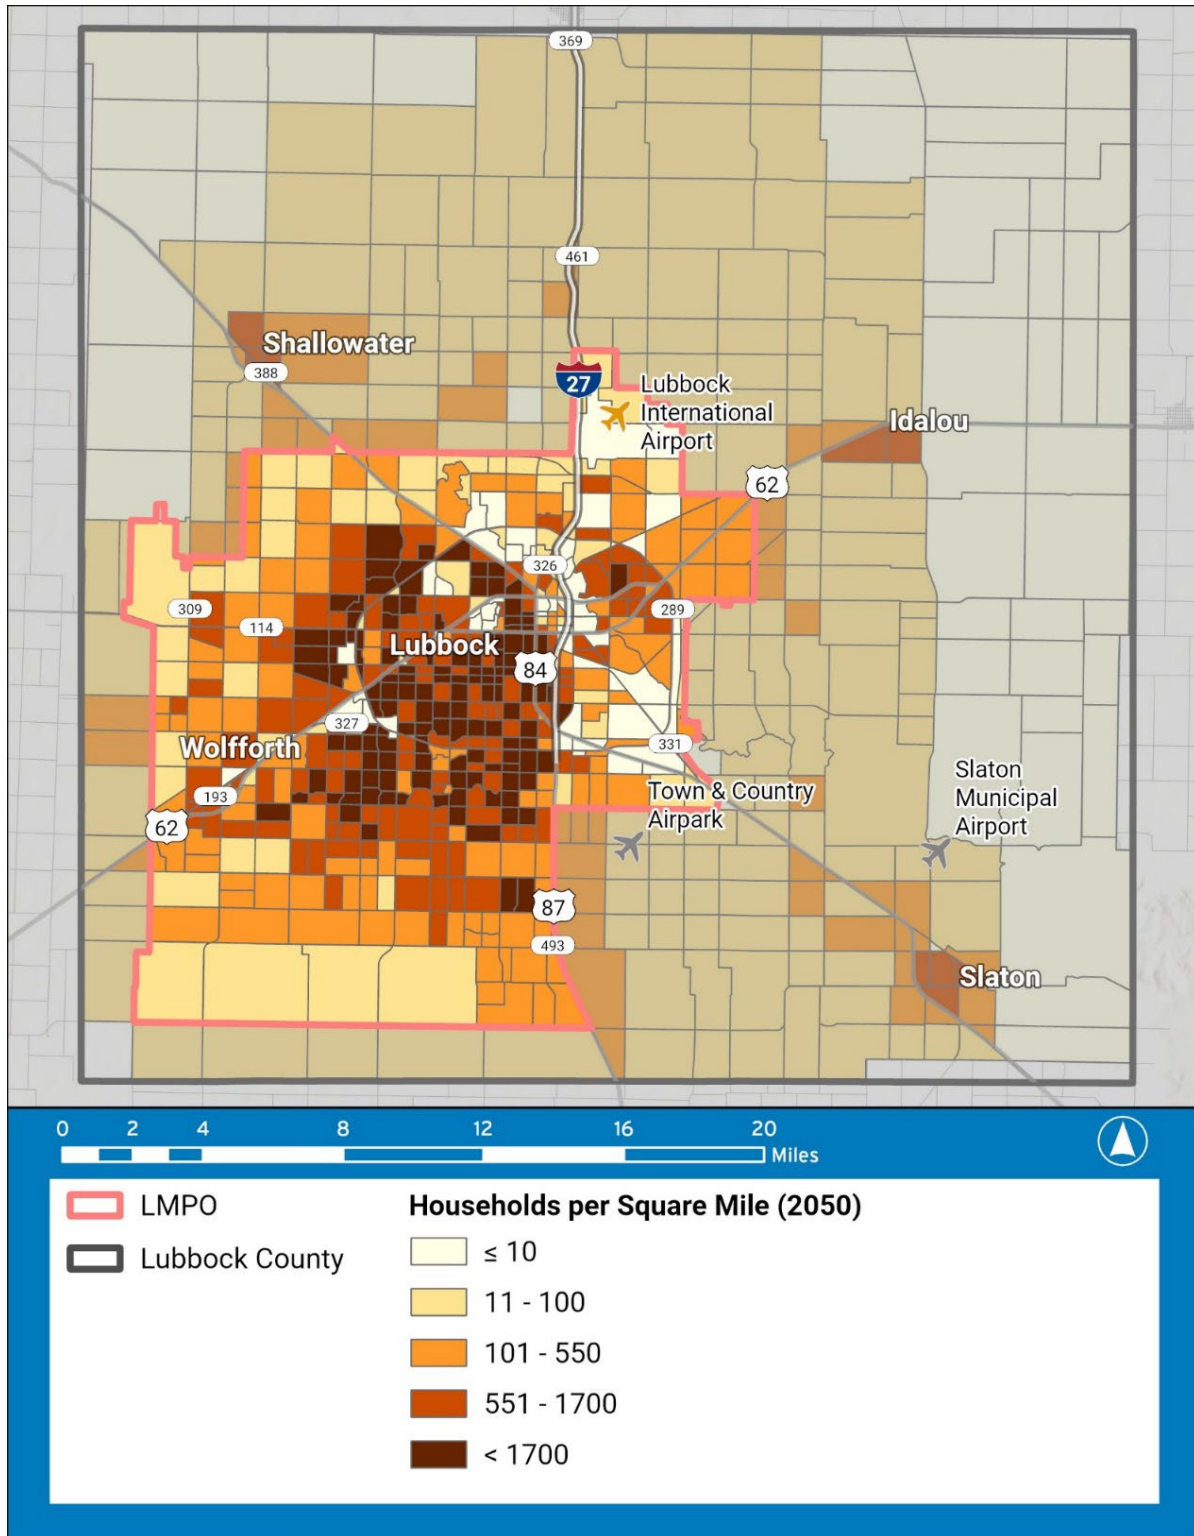 369
461
Shallowater
388
27
Lubbock
International
Airport
Idalou
62
326
309
289
114
Lubbock
84
327
331
Wolfforth
193
Town & Country
Airpark
Slaton
Municipal
Airport
62
87
493
Slaton
0 2 4 8 12 16 20
Miles
LMPO
Lubbock County
Households per Square Mile (2050)
≤ 10
11 - 100
101 - 550
551 - 1700
< 1700